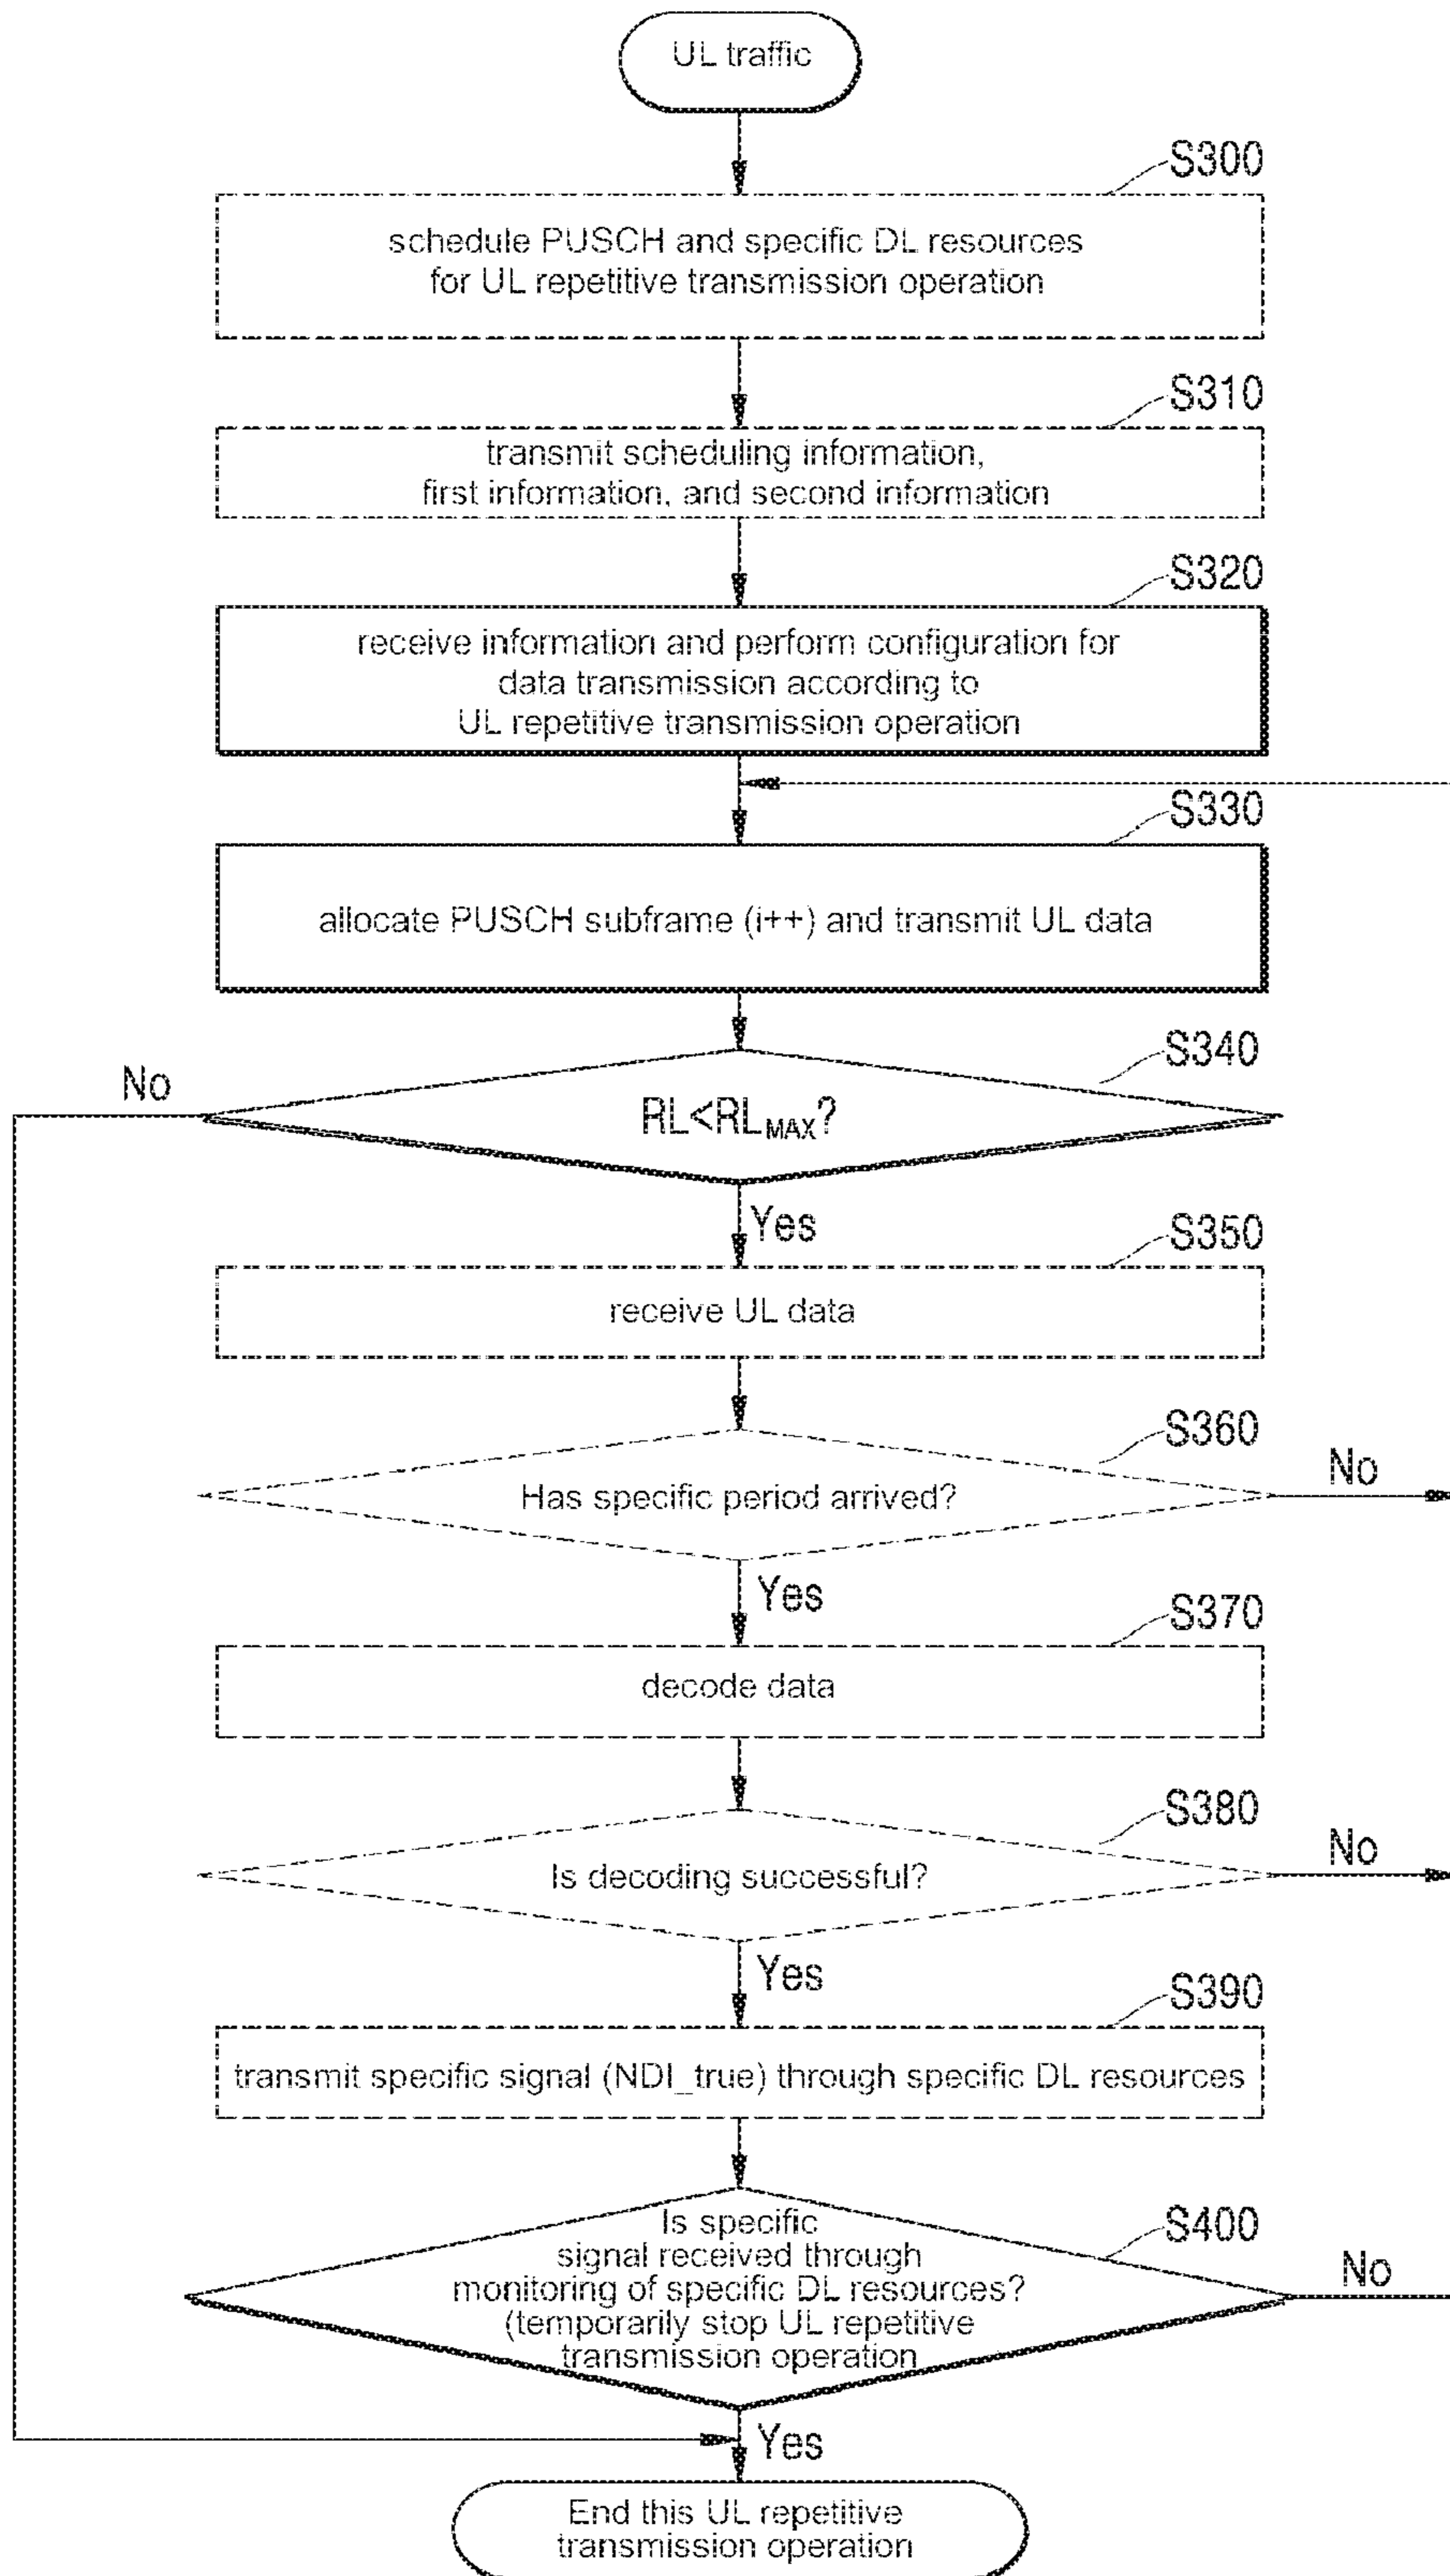 UL traffic
S300
schedule PUSCH and specific DL resources
for UL repetitive transmission operation
S310
transmit scheduling information,
first information, and second information
S320
receive information and perform configuration for
data transmission according to
UL repetitive transmission operation
S330
allocate PUSCH subframe (i++) and transmit UL data
S340
No
RL<RLMAX?
Yes
S350
receive UL data
S360
No
Has specific period arrived?
Yes
S370
decode data
S380
No
Is decoding successful?
Yes
S390
transmit specific signal (NDI_true) through specific DL resources
S400
Is specific
signal received through
monitoring of specific DL resources?
(temporarily stop UL repetitive
transmission operation
No
Yes
End this UL repetitive
transmission operation